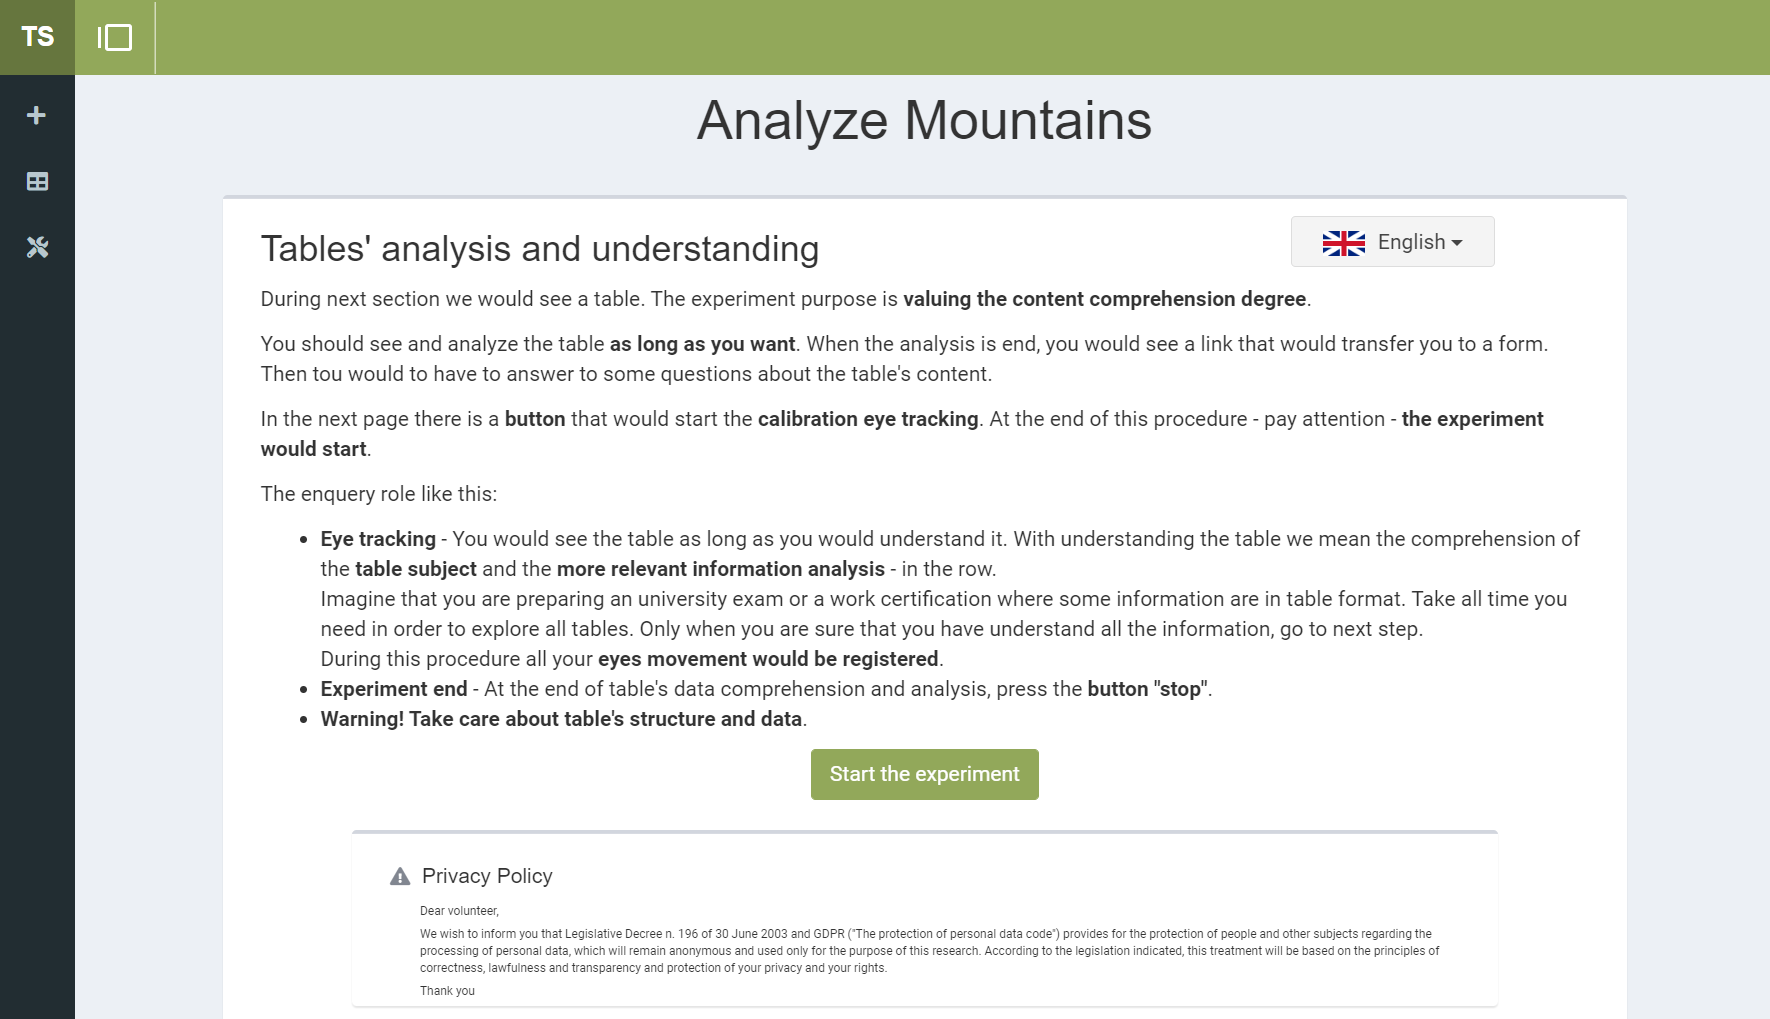 TS
Analyze Mountains
Tables' analysis and understanding
English
During next section we would see a table. The experiment purpose is valuing the content comprehension degree.
You should see and analyze the table as long as you want. When the analysis is end, you would see a link that would transfer you to a form.
Then tou would to have to answer to some questions about the table's content.
In the next page there is a button that would start the calibration eye tracking. At the end of this procedure - pay attention - the experiment
would start.
The enquery role like this:
• Eye tracking - You would see the table as long as you would understand it. With understanding the table we mean the comprehension of
the table subject and the more relevant information analysis - in the row.
Imagine that you are preparing an university exam or a work certification where some information are in table format. Take all time you
need in order to explore all tables. Only when you are sure that you have understand all the information, go to next step.
During this procedure all your eyes movement would be registered.
• Experiment end - At the end of table's data comprehension and analysis, press the button "stop".
• Warning! Take care about table's structure and data.
Start the experiment
Privacy Policy
Dear volunteer,
We wish to inform you that Legislative Decree n. 196 of 30 June 2003 and GDPR ("The protection of personal data code") provides for the protection of people and other subjects regarding the
processing of personal data, which will remain anonymous and used only for the purpose of this research. According to the legislation indicated, this treatment will be based on the principles of
correctness, lawfulness and transparency and protection of your privacy and your rights.
Thank you